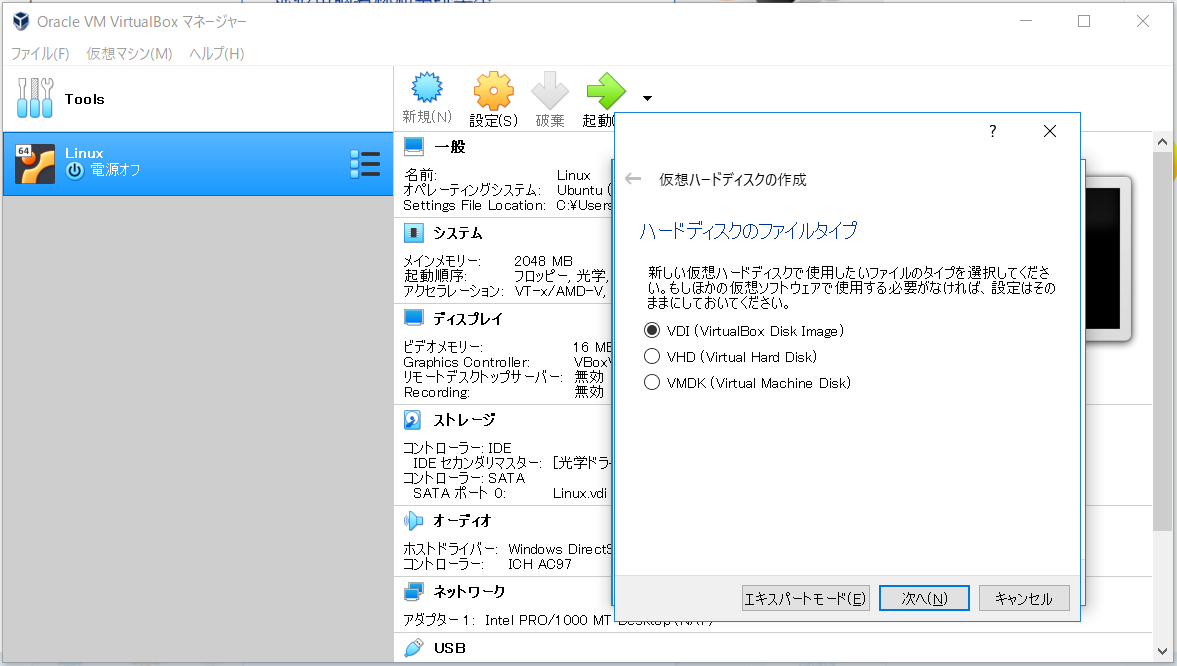 Oracle VM VirtualBox マネージャー
ファイル(F) 仮想マシン(M) ヘルプ(H)
Tools
64
Linux
電源オフ
新規(N) 設定(S) 破棄 起動
一般
名前: Linux
オペレーティングシステム: Ubuntu (
Settings File Location: C:¥Users
システム
メインメモリー: 2048 MB
起動順序: フロッピー, 光学,
アクセラレーション: VT-x/AMD-V,
ディスプレイ
ビデオメモリー: 16 MB
Graphics Controller: VBoxV
リモートデスクトップサーバー: 無効
Recording: 無効
ストレージ
コントローラー: IDE
IDE セカンダリマスター: [光学ドラ
コントローラー: SATA
SATA ポート 0: Linux.vdi
オーディオ
ホストドライバー: Windows DirectS
コントローラー: ICH AC97
ネットワーク
アダプター 1: Intel PRO/1000 MT Desktop (NAT)
USB
?
仮想ハードディスクの作成
ハードディスクのファイルタイプ
新しい仮想ハードディスクで使用したいファイルのタイプを選択してくださ
い。もしほかの仮想ソフトウェアで使用する必要がなければ、設定はその
ままにしておいてください。
VDI (VirtualBox Disk Image)
VHD (Virtual Hard Disk)
VMDK (Virtual Machine Disk)
エキスパートモード(E) 次へ(N) キャンセル